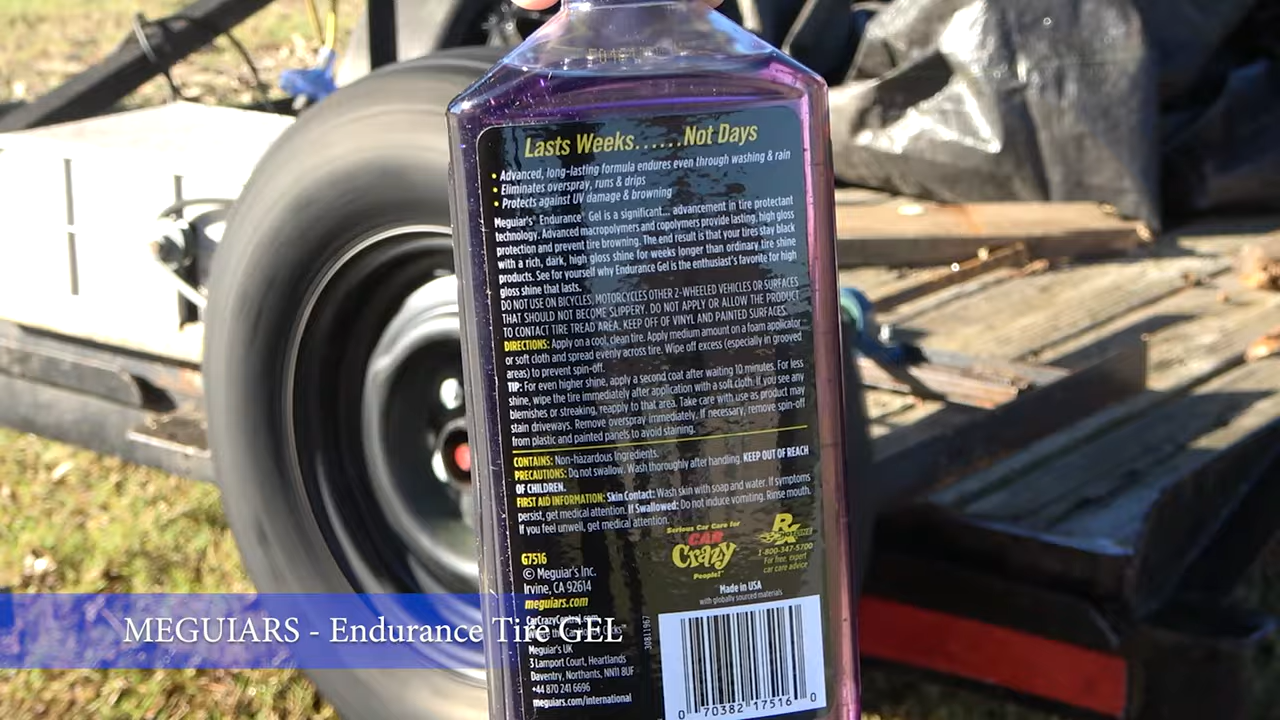 Lasts Weeks......Not Days
• Advanced, long-lasting formula endures even through washing & rain
• Eliminates overspray, runs & drips
• Protects against UV damage & browning
Meguiar's® Endurance® Gel is a significant... advancement in tire protectant
technology. Advanced macropolymers and copolymers provide lasting, high gloss
protection and prevent tire browning. The end result is that your tires stay black
with a rich, dark, high gloss shine for weeks longer than ordinary tire shine
products. See for yourself why Endurance Gel is the enthusiast's favorite for high
gloss shine that lasts.
DO NOT USE ON BICYCLES, MOTORCYCLES OTHER 2-WHEELED VEHICLES OR SURFACES
THAT SHOULD NOT BECOME SLIPPERY. DO NOT APPLY OR ALLOW THE PRODUCT
TO CONTACT TIRE TREAD AREA. KEEP OFF OF VINYL AND PAINTED SURFACES.
DIRECTIONS: Apply on a cool, clean tire. Apply medium amount on a foam applicator
or soft cloth and spread evenly across tire. Wipe off excess (especially in grooved
areas) to prevent spin-off.
TIP: For even higher shine, apply a second coat after waiting 10 minutes. For less
shine, wipe the tire immediately after application with a soft cloth. If you see any
blemishes or streaking, reapply to that area. Take care with use as product may
stain driveways. Remove overspray immediately. If necessary, remove spin-off
from plastic and painted panels to avoid staining.
CONTAINS: Non-hazardous Ingredients.
PRECAUTIONS: Do not swallow. Wash thoroughly after handling. KEEP OUT OF REACH
OF CHILDREN.
FIRST AID INFORMATION: Skin Contact: Wash skin with soap and water. If symptoms
persist, get medical attention. If Swallowed: Do not induce vomiting. Rinse mouth.
If you feel unwell, get medical attention.
Serious Car Care for
CAR
Crazy
People!™
Rx
1-800-347-5700
For free, expert
car care advice
G7516
© Meguiar's Inc.
Irvine, CA 92614
meguiars.com
CarCrazyCentral.com
Made in USA
with globally sourced materials
MEGUIARS - Endurance Tire GEL
Meguiar's UK
3 Lamport Court, Heartlands
Daventry, Northants, NN11 8UF
+44 870 241 6696
meguiars.com/international
30811967
0 70382 17516 0